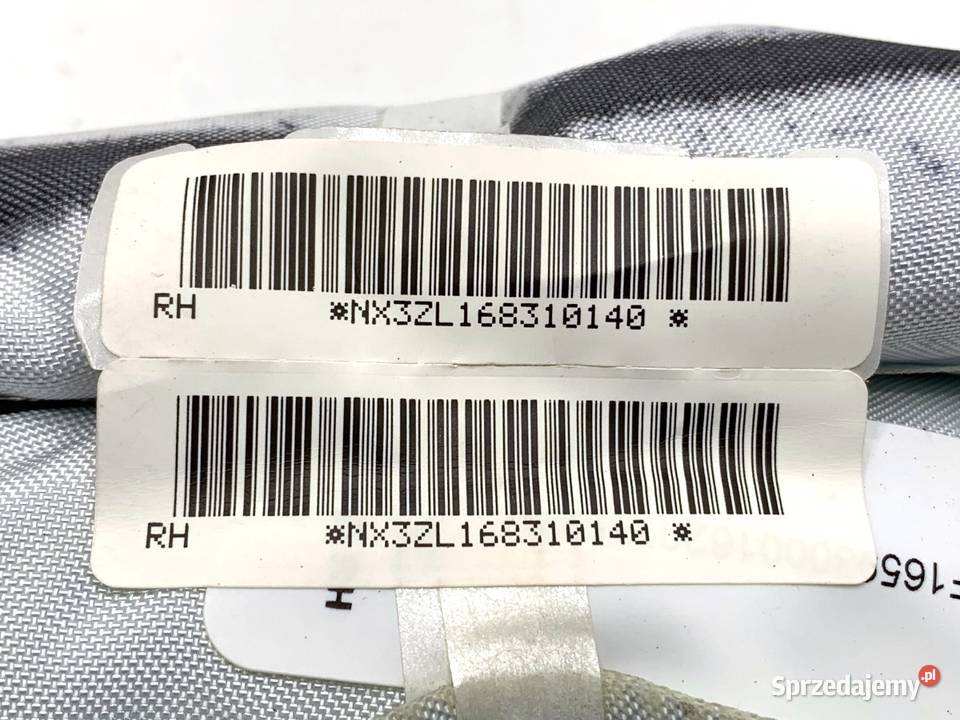 RH *NX3ZL168310140 *
RH *NX3ZL168310140 *
H
Sprzedajemy.pl